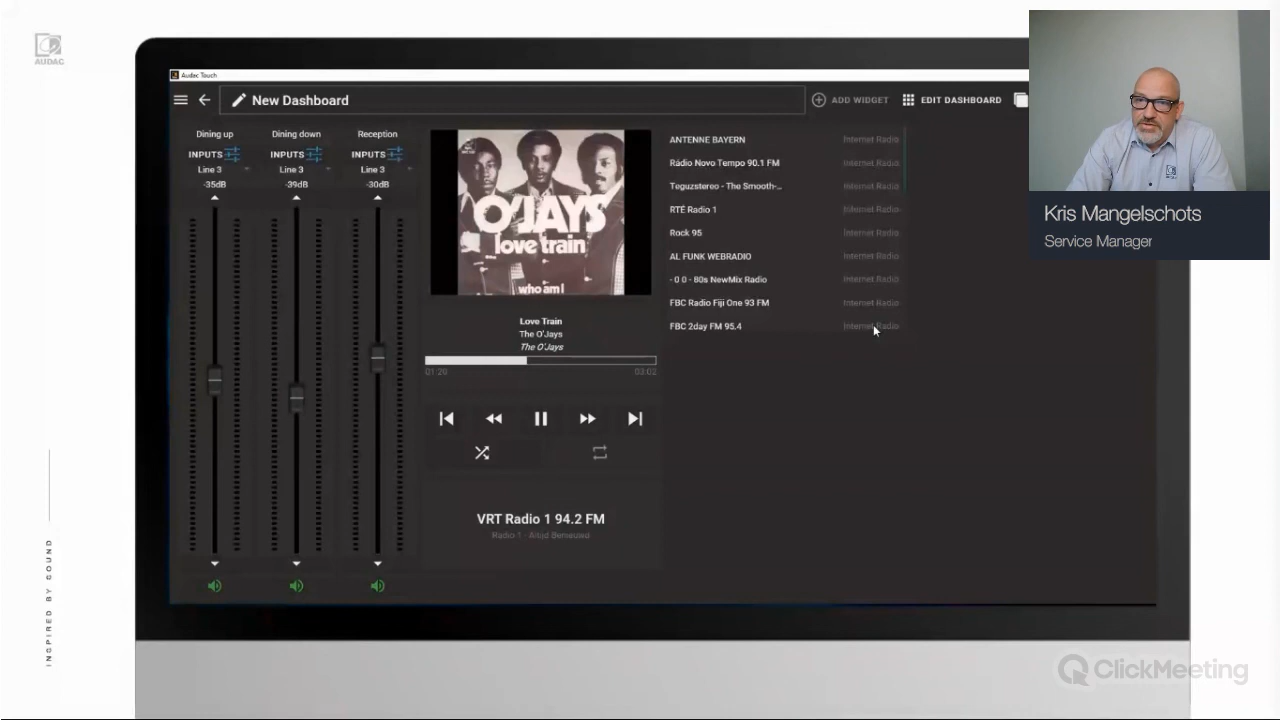 AUDAC
Audac Touch
New Dashboard
ADD WIDGET
EDIT DASHBOARD
Dining up
Dining down
Reception
INPUTS
INPUTS
INPUTS
Line 3
Line 3
Line 3
-35dB
-39dB
-30dB
O'JAYS
love train
who am I
Love Train
The O'Jays
The O'Jays
01:20
03:02
VRT Radio 1 94.2 FM
Radio 1 - Altijd Benieuwd
ANTENNE BAYERN Internet Radio
Rádio Novo Tempo 90.1 FM Internet Radio
Teguzstereo - The Smooth-... Internet Radio
RTÉ Radio 1 Internet Radio
Rock 95 Internet Radio
AL FUNK WEBRADIO Internet Radio
- 0 0 - 80s NewMix Radio Internet Radio
FBC Radio Fiji One 93 FM Internet Radio
FBC 2day FM 95.4 Internet Radio
Kris Mangelschots
Service Manager
INSPIRED BY SOUND
ClickMeeting